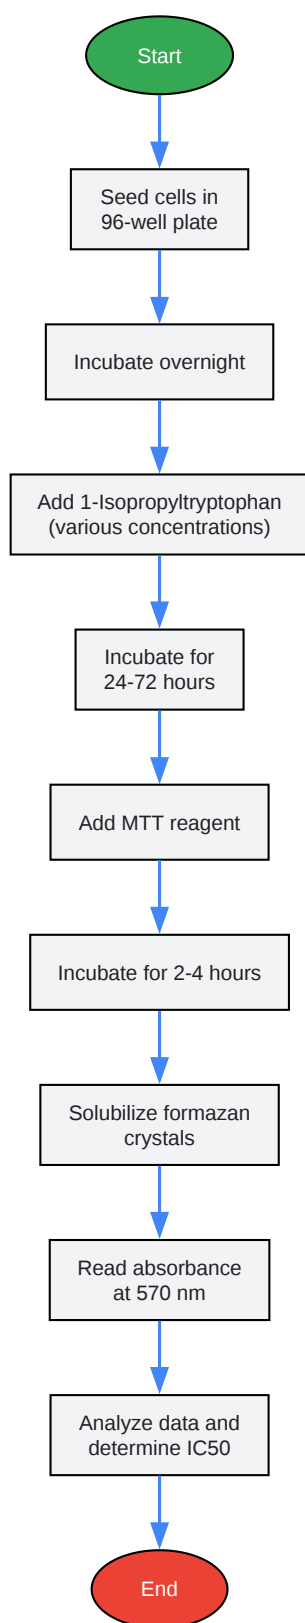 Start
Seed cells in
96-well plate
Incubate overnight
Add 1-Isopropyltryptophan
(various concentrations)
Incubate for
24-72 hours
Add MTT reagent
Incubate for 2-4 hours
Solubilize formazan
crystals
Read absorbance
at 570 nm
Analyze data and
determine IC50
End